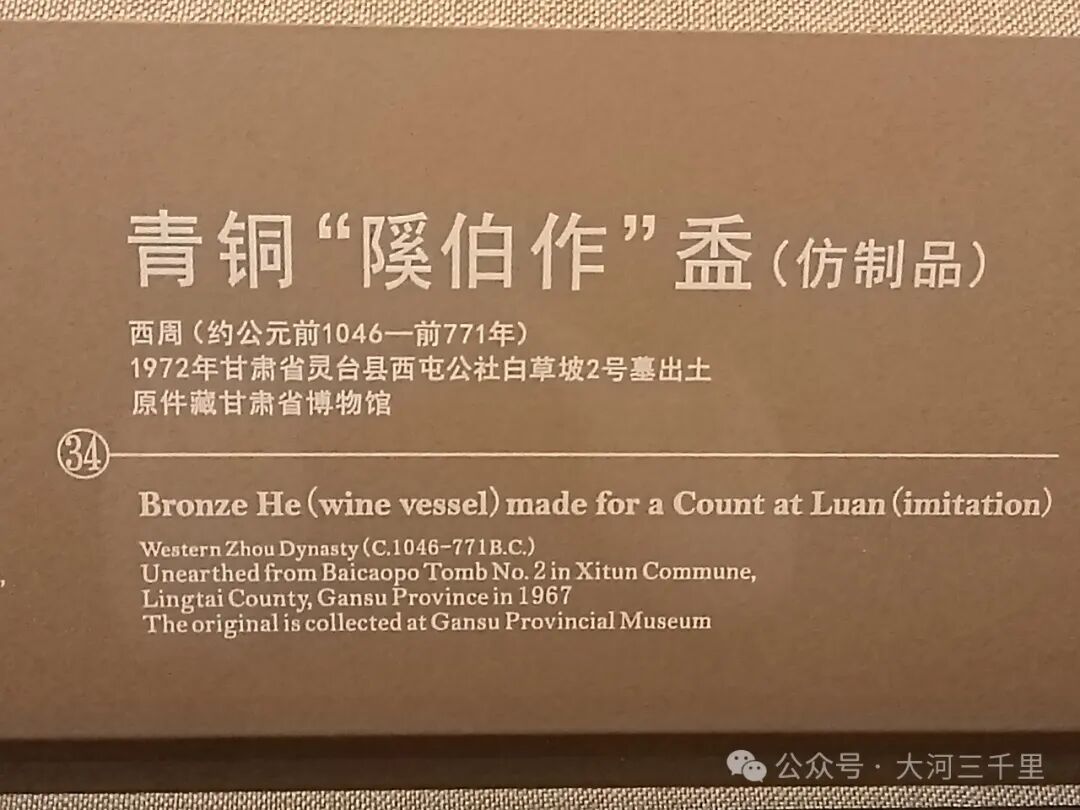 青铜“隩伯作”盉（仿制品）
西周（约公元前1046—前771年）
1972年甘肃省灵台县西屯公社白草坡2号墓出土
原件藏甘肃省博物馆
㉞
Bronze He (wine vessel) made for a Count at Luan (imitation)
Western Zhou Dynasty (C.1046-771B.C.)
Unearthed from Baicaopo Tomb No. 2 in Xitun Commune,
Lingtai County, Gansu Province in 1967
The original is collected at Gansu Provincial Museum
公众号 · 大河三千里